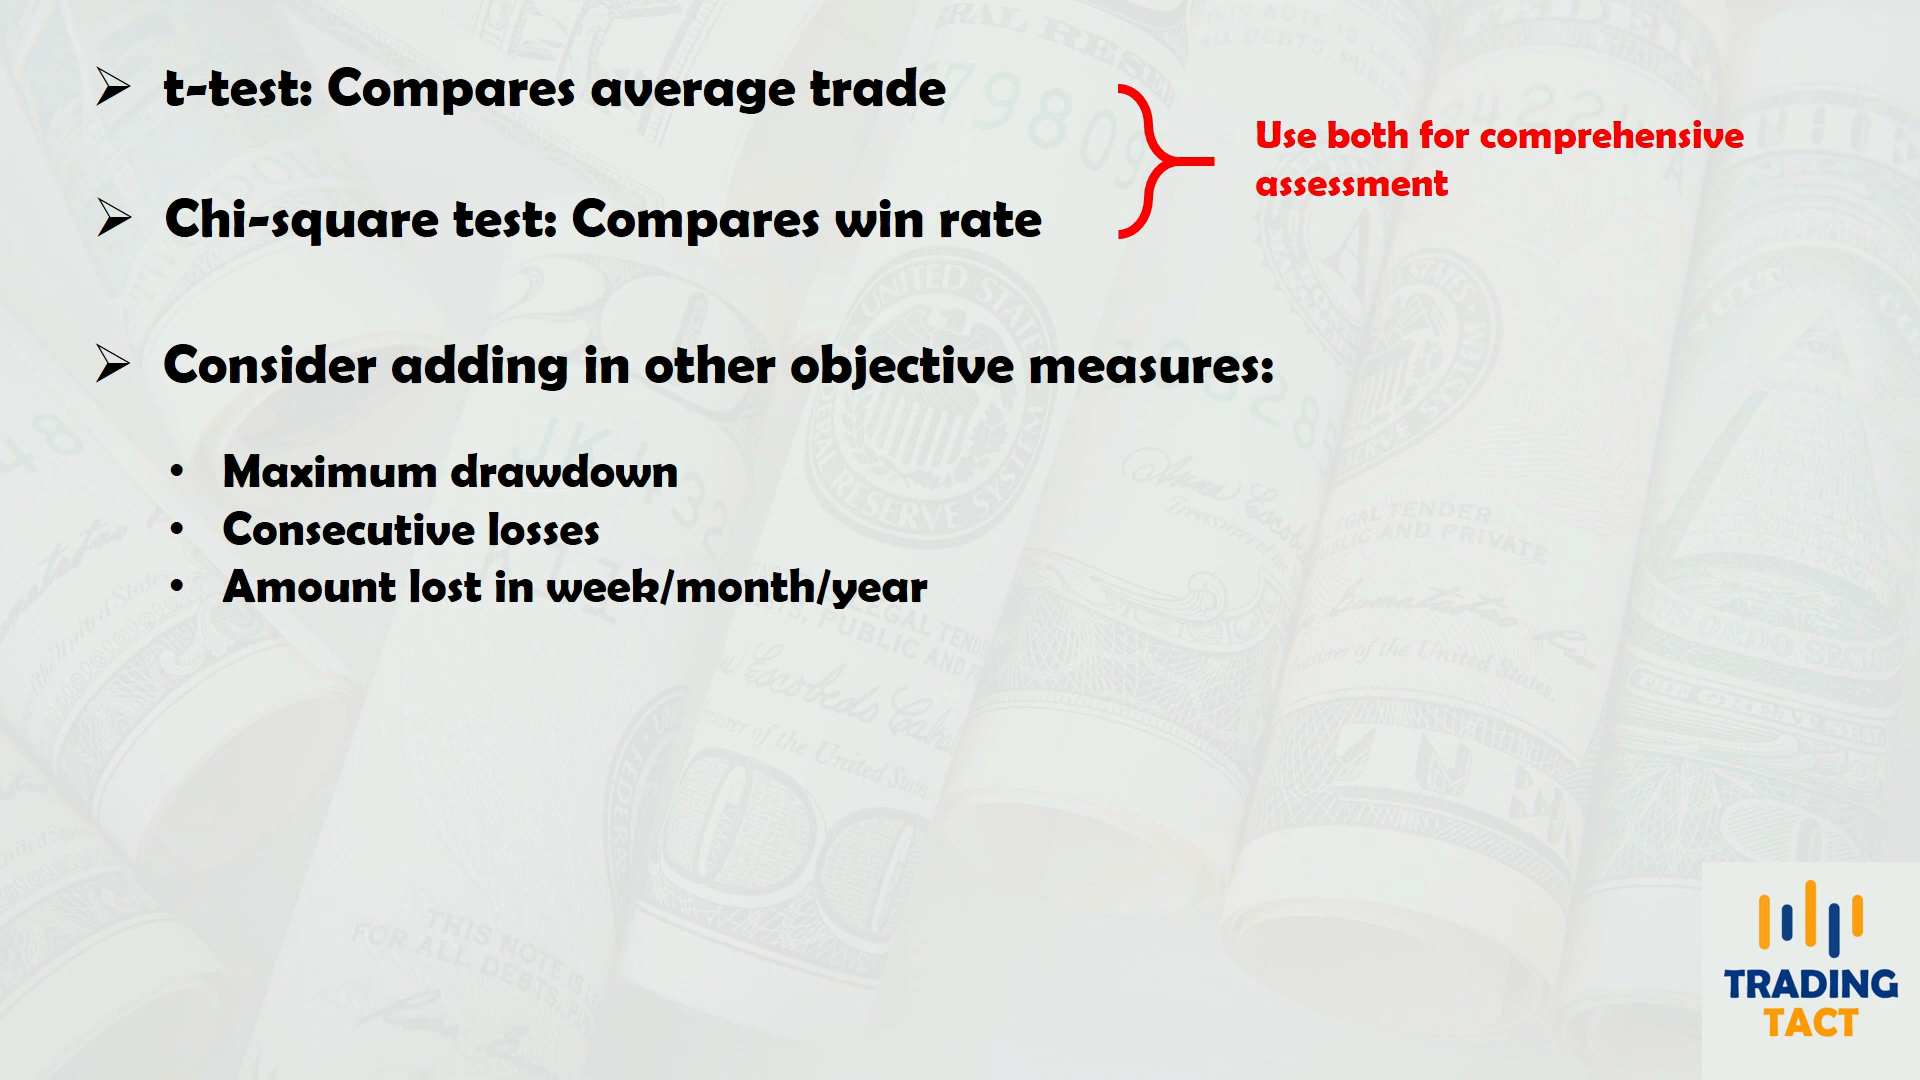 t-test: Compares average trade
Chi-square test: Compares win rate
Use both for comprehensive
assessment
Consider adding in other objective measures:
Maximum drawdown
Consecutive losses
Amount lost in week/month/year
TRADING
TACT